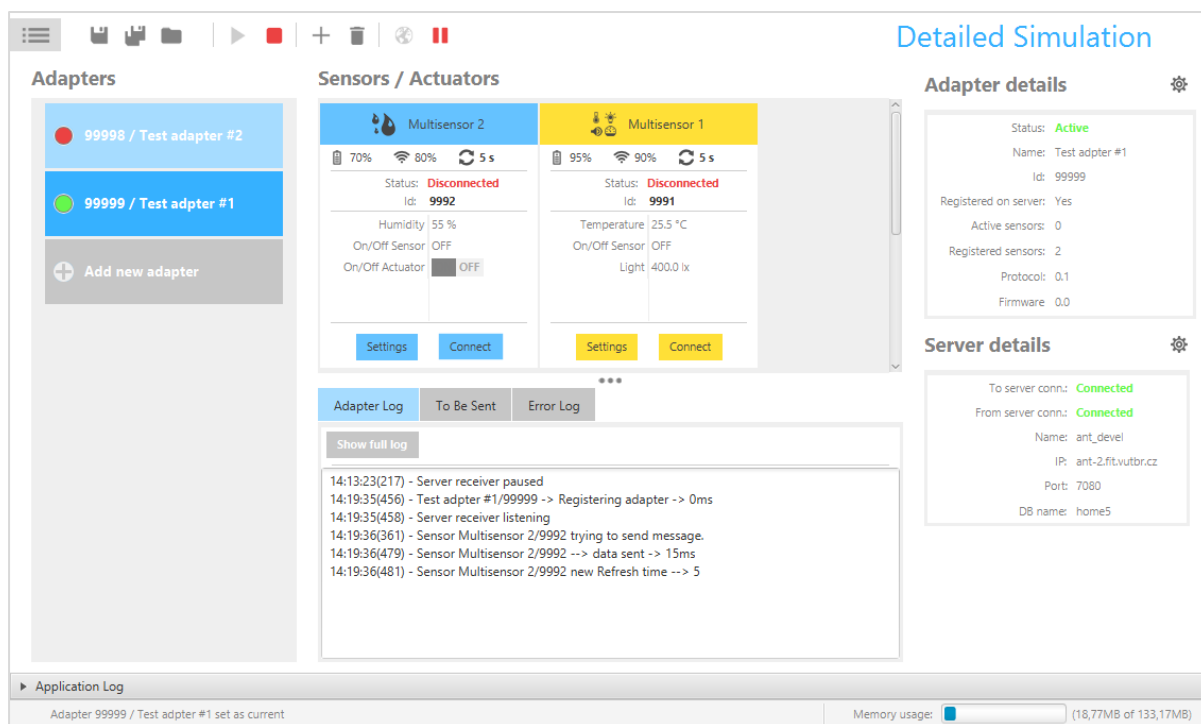 Detailed Simulation
Adapters
99998 / Test adapter #2
99999 / Test adpter #1
Add new adapter
Sensors / Actuators
Multisensor 2
70% 80% 5 s
Status: Disconnected
Id: 9992
Humidity 55 %
On/Off Sensor OFF
On/Off Actuator OFF
Settings Connect
Multisensor 1
95% 90% 5 s
Status: Disconnected
Id: 9991
Temperature 25.5 °C
On/Off Sensor OFF
Light 400.0 lx
Settings Connect
Adapter Log To Be Sent Error Log
Show full log
14:13:23(217) - Server receiver paused
14:19:35(456) - Test adpter #1/99999 -> Registering adapter -> 0ms
14:19:35(458) - Server receiver listening
14:19:36(361) - Sensor Multisensor 2/9992 trying to send message.
14:19:36(479) - Sensor Multisensor 2/9992 --> data sent -> 15ms
14:19:36(481) - Sensor Multisensor 2/9992 new Refresh time --> 5
Adapter details
Status: Active
Name: Test adpter #1
Id: 99999
Registered on server: Yes
Active sensors: 0
Registered sensors: 2
Protocol: 0.1
Firmware 0.0
Server details
To server conn.: Connected
From server conn.: Connected
Name: ant_devel
IP: ant-2.fit.vutbr.cz
Port: 7080
DB name: home5
Application Log
Adapter 99999 / Test adpter #1 set as current
Memory usage: (18,77MB of 133,17MB)